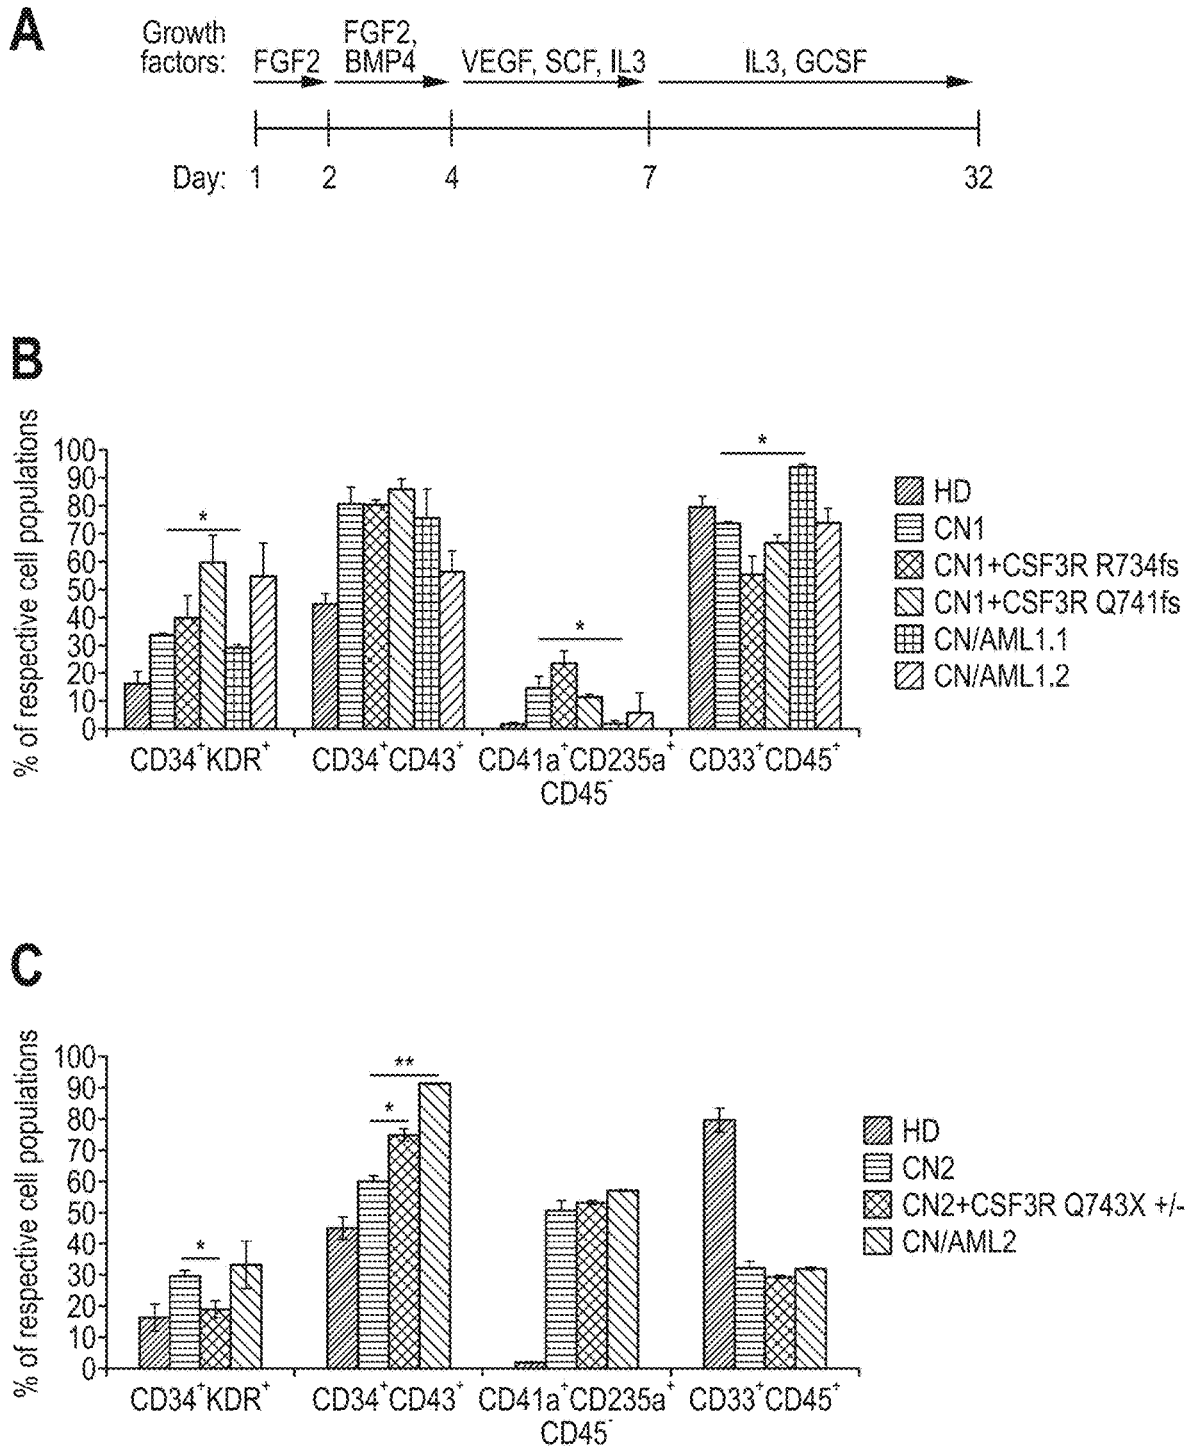 A
Growth factors:
FGF2
FGF2, BMP4
VEGF, SCF, IL3
IL3, GCSF
Day: 1 2 4 7 32
B
% of respective cell populations
100
90
80
70
60
50
40
30
20
10
0
*
*
*
CD34⁺KDR⁺
CD34⁺CD43⁺
CD41a⁺CD235a⁺
CD45⁻
CD33⁺CD45⁺
HD
CN1
CN1+CSF3R R734fs
CN1+CSF3R Q741fs
CN/AML1.1
CN/AML1.2
C
% of respective cell populations
100
90
80
70
60
50
40
30
20
10
0
*
**
*
CD34⁺KDR⁺
CD34⁺CD43⁺
CD41a⁺CD235a⁺
CD45⁻
CD33⁺CD45⁺
HD
CN2
CN2+CSF3R Q743X +/-
CN/AML2